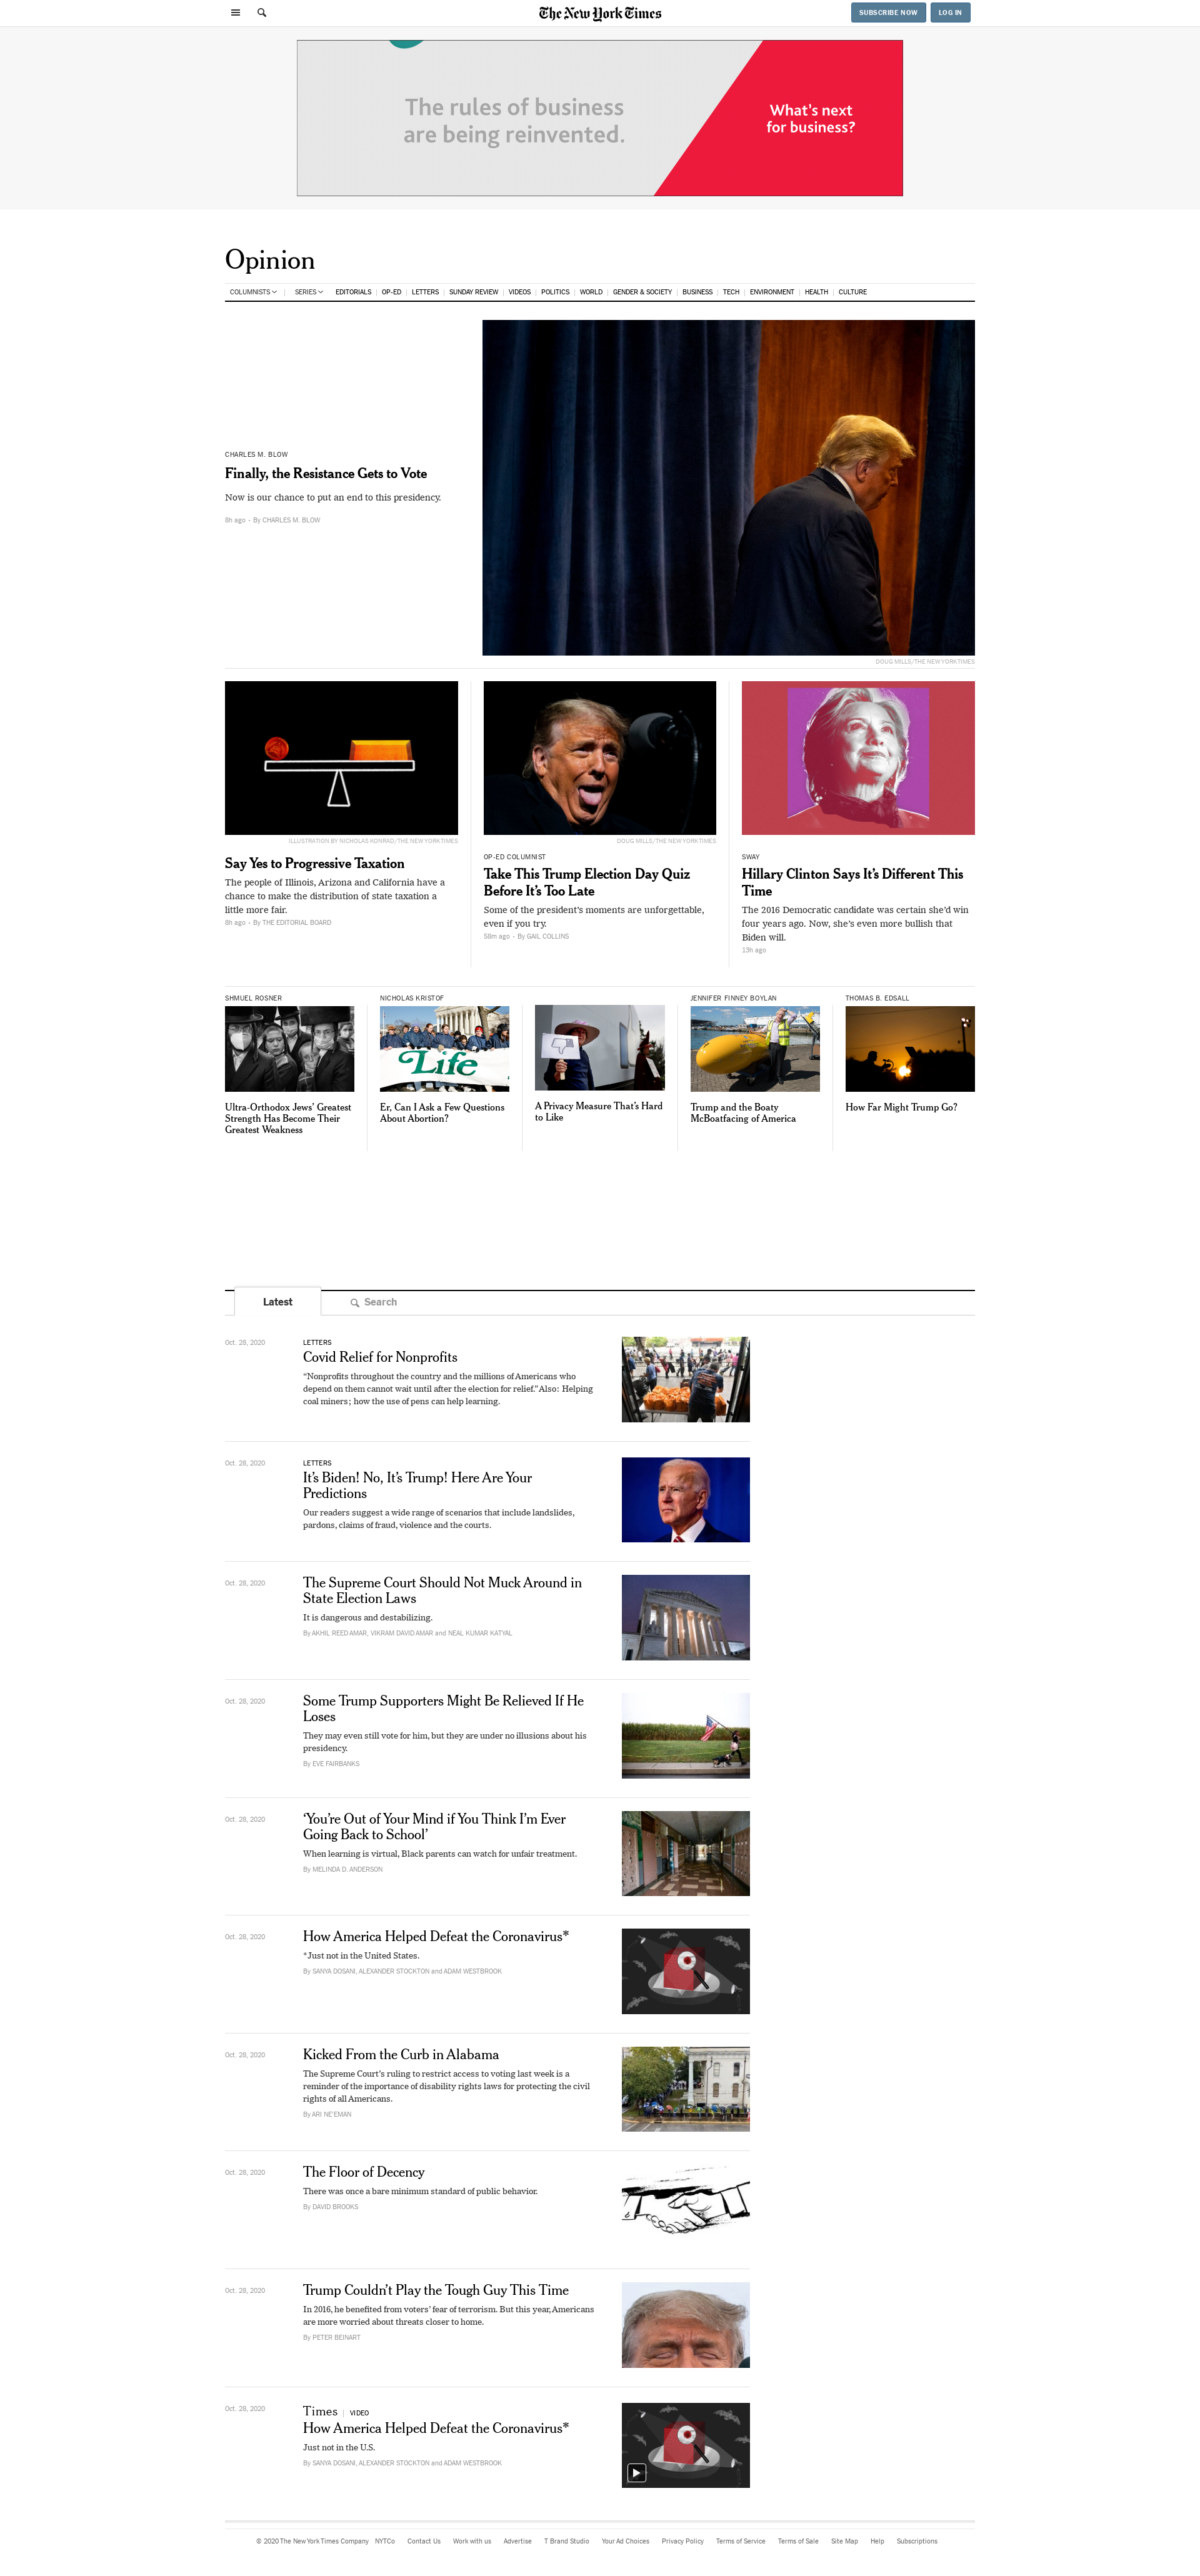 The New York Times
SUBSCRIBE NOW
LOG IN
The rules of business
are being reinvented.
What's next
for business?
Opinion
COLUMNISTS | SERIES EDITORIALS | OP-ED | LETTERS | SUNDAY REVIEW | VIDEOS | POLITICS | WORLD | GENDER & SOCIETY | BUSINESS | TECH | ENVIRONMENT | HEALTH | CULTURE
CHARLES M. BLOW
Finally, the Resistance Gets to Vote
Now is our chance to put an end to this presidency.
8h ago • By CHARLES M. BLOW
DOUG MILLS/THE NEW YORK TIMES
ILLUSTRATION BY NICHOLAS KONRAD/THE NEW YORK TIMES
Say Yes to Progressive Taxation
The people of Illinois, Arizona and California have a
chance to make the distribution of state taxation a
little more fair.
8h ago • By THE EDITORIAL BOARD
DOUG MILLS/THE NEW YORK TIMES
OP-ED COLUMNIST
Take This Trump Election Day Quiz
Before It’s Too Late
Some of the president’s moments are unforgettable,
even if you try.
58m ago • By GAIL COLLINS
SWAY
Hillary Clinton Says It’s Different This
Time
The 2016 Democratic candidate was certain she’d win
four years ago. Now, she’s even more bullish that
Biden will.
13h ago
SHMUEL ROSNER
Ultra-Orthodox Jews’ Greatest
Strength Has Become Their
Greatest Weakness
NICHOLAS KRISTOF
Life
Er, Can I Ask a Few Questions
About Abortion?
A Privacy Measure That’s Hard
to Like
JENNIFER FINNEY BOYLAN
Trump and the Boaty
McBoatfacing of America
THOMAS B. EDSALL
How Far Might Trump Go?
Latest
Search
Oct. 28, 2020
LETTERS
Covid Relief for Nonprofits
“Nonprofits throughout the country and the millions of Americans who
depend on them cannot wait until after the election for relief.” Also: Helping
coal miners; how the use of pens can help learning.
Oct. 28, 2020
LETTERS
It’s Biden! No, It’s Trump! Here Are Your
Predictions
Our readers suggest a wide range of scenarios that include landslides,
pardons, claims of fraud, violence and the courts.
Oct. 28, 2020
The Supreme Court Should Not Muck Around in
State Election Laws
It is dangerous and destabilizing.
By AKHIL REED AMAR, VIKRAM DAVID AMAR and NEAL KUMAR KATYAL
Oct. 28, 2020
Some Trump Supporters Might Be Relieved If He
Loses
They may even still vote for him, but they are under no illusions about his
presidency.
By EVE FAIRBANKS
Oct. 28, 2020
‘You’re Out of Your Mind if You Think I’m Ever
Going Back to School’
When learning is virtual, Black parents can watch for unfair treatment.
By MELINDA D. ANDERSON
Oct. 28, 2020
How America Helped Defeat the Coronavirus*
*Just not in the United States.
By SANYA DOSANI, ALEXANDER STOCKTON and ADAM WESTBROOK
Oct. 28, 2020
Kicked From the Curb in Alabama
The Supreme Court’s ruling to restrict access to voting last week is a
reminder of the importance of disability rights laws for protecting the civil
rights of all Americans.
By ARI NE’EMAN
Oct. 28, 2020
The Floor of Decency
There was once a bare minimum standard of public behavior.
By DAVID BROOKS
Oct. 28, 2020
Trump Couldn’t Play the Tough Guy This Time
In 2016, he benefited from voters’ fear of terrorism. But this year, Americans
are more worried about threats closer to home.
By PETER BEINART
Oct. 28, 2020
Times | VIDEO
How America Helped Defeat the Coronavirus*
Just not in the U.S.
By SANYA DOSANI, ALEXANDER STOCKTON and ADAM WESTBROOK
© 2020 The New York Times Company NYTCo Contact Us Work with us Advertise T Brand Studio Your Ad Choices Privacy Policy Terms of Service Terms of Sale Site Map Help Subscriptions